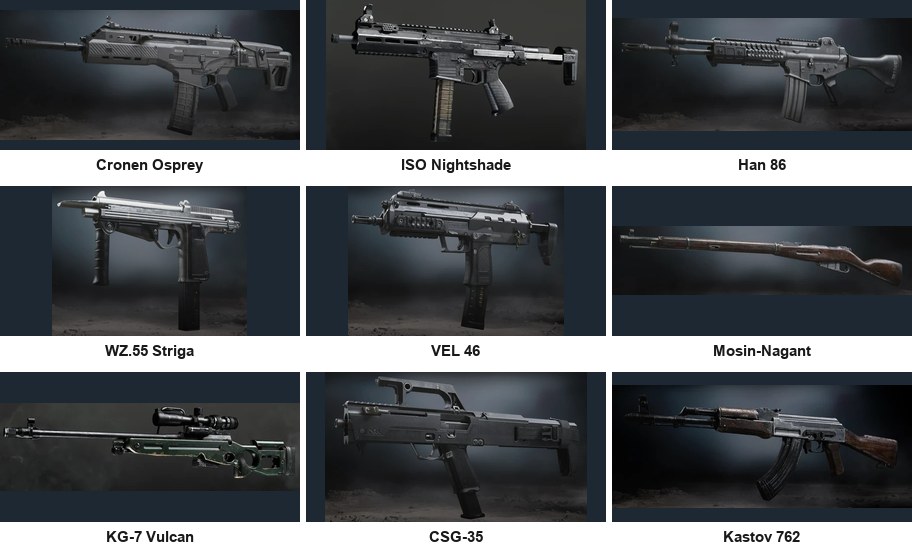 Cronen Osprey
ISO Nightshade
Han 86
WZ.55 Striga
VEL 46
Mosin-Nagant
KG-7 Vulcan
CSG-35
Kastov 762